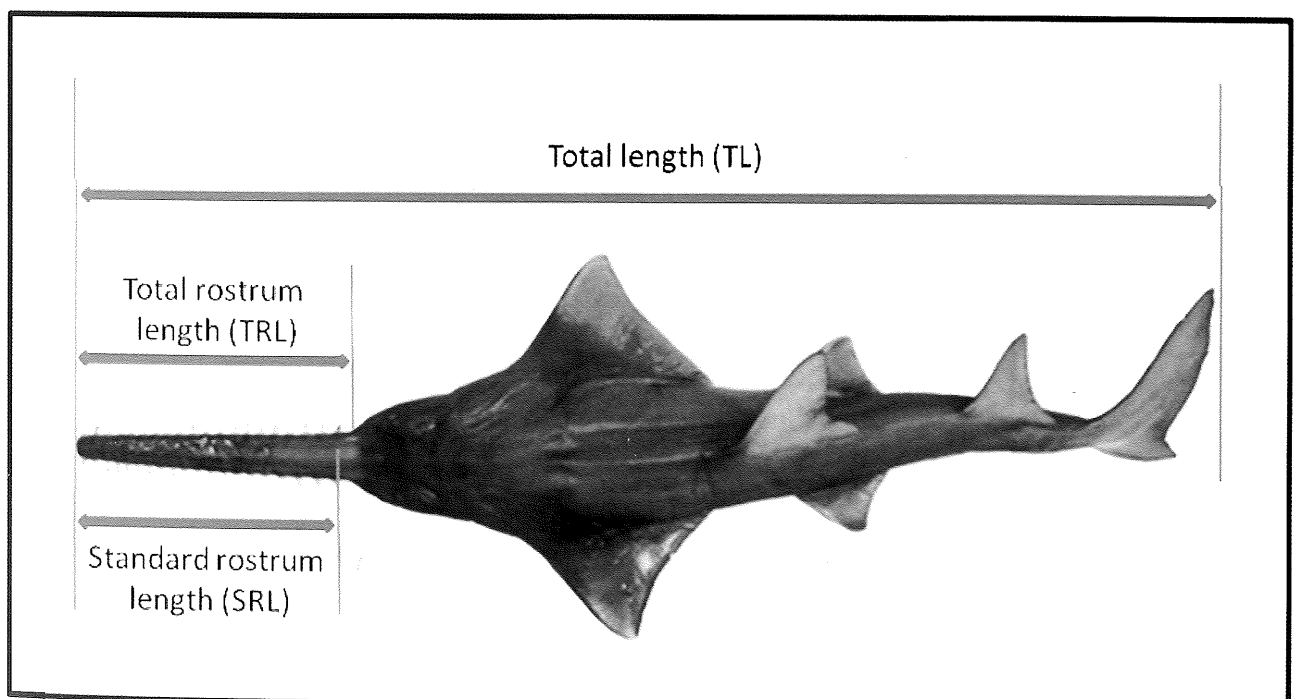 Total length (TL)
Total rostrum
length (TRL)
Standard rostrum
length (SRL)